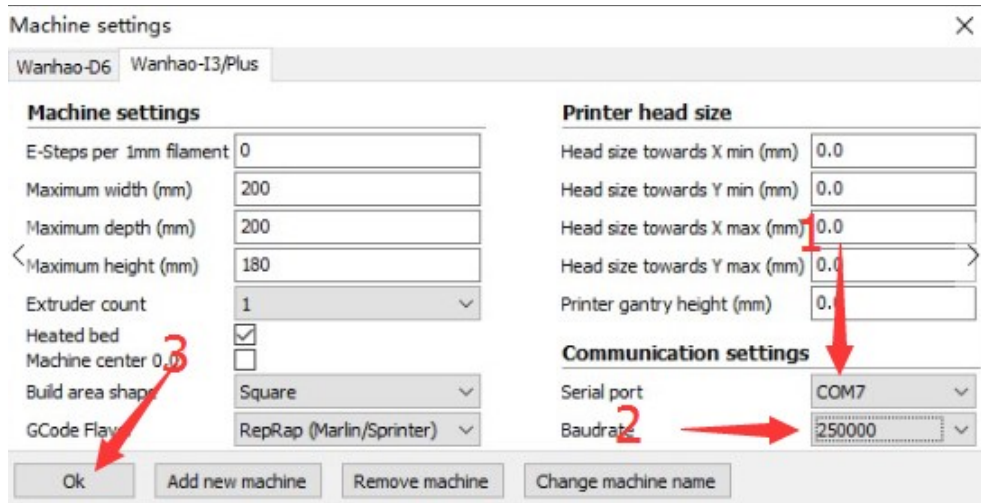 Machine settings
Wanhao-D6 Wanhao-I3/Plus
Machine settings
E-Steps per 1mm filament 0
Maximum width (mm) 200
Maximum depth (mm) 200
Maximum height (mm) 180
Extruder count 1
Heated bed
Machine center 0,0
Build area shape Square
GCode Flavor RepRap (Marlin/Sprinter)
3
Printer head size
Head size towards X min (mm) 0.0
Head size towards Y min (mm) 0.0
Head size towards X max (mm) 0.0
Head size towards Y max (mm) 0.0
Printer gantry height (mm) 0.0
1
Communication settings
Serial port COM7
Baudrate 250000
2
Ok Add new machine Remove machine Change machine name